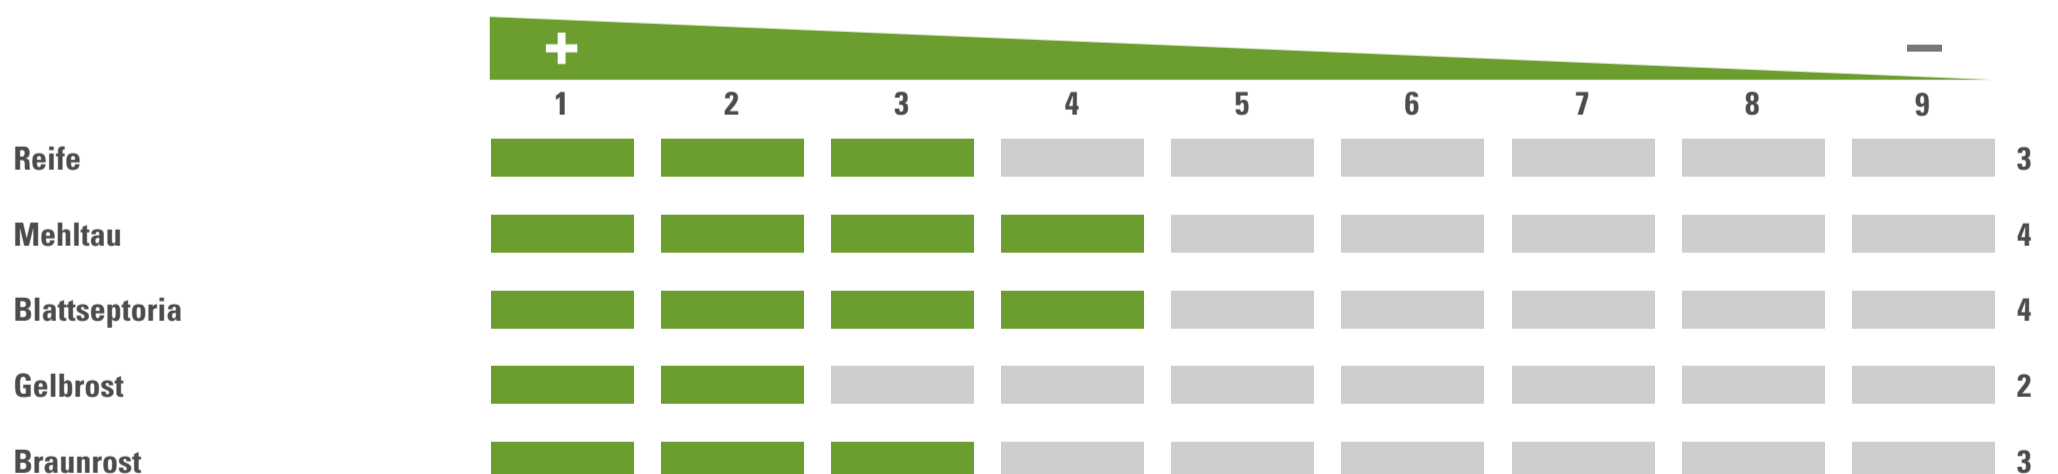 + −
1 2 3 4 5 6 7 8 9
Reife 3
Mehltau 4
Blattseptoria 4
Gelbrost 2
Braunrost 3